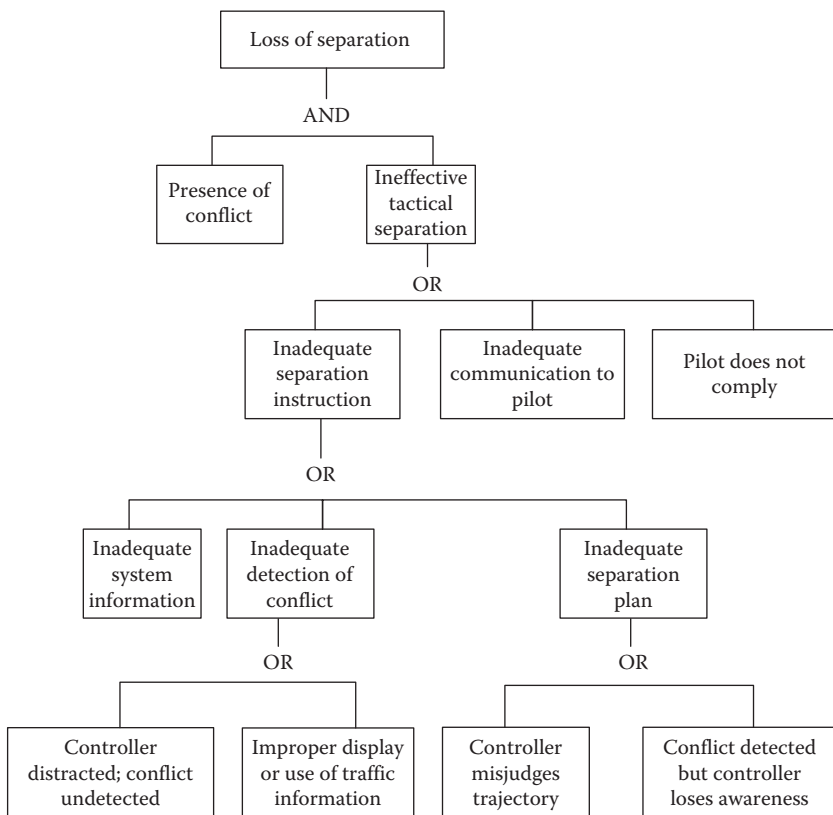 Loss of separation
AND
Presence of
conflict
Ineffective
tactical
separation
OR
Inadequate
separation
instruction
Inadequate
communication to
pilot
Pilot does not
comply
OR
Inadequate
system
information
Inadequate
detection of
conflict
Inadequate
separation
plan
OR
OR
Controller
distracted; conflict
undetected
Improper display
or use of traffic
information
Controller
misjudges
trajectory
Conflict detected
but controller
loses awareness